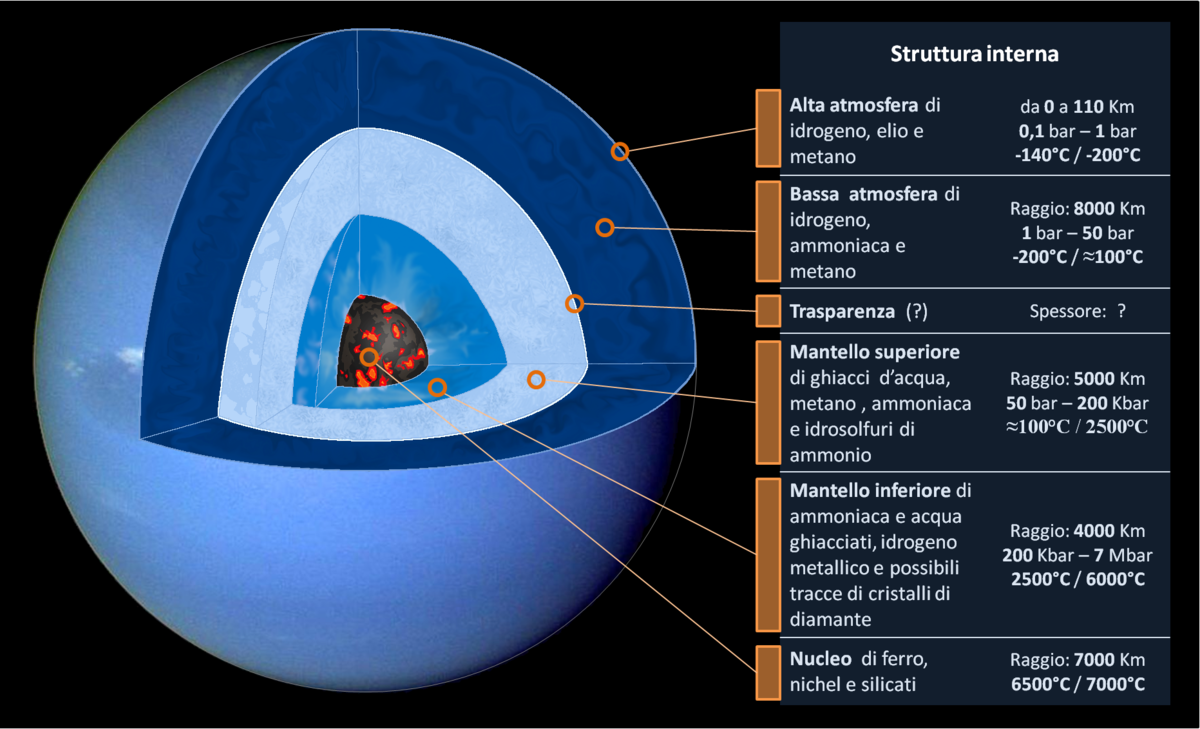 Struttura interna
Alta atmosfera di
idrogeno, elio e
metano
da 0 a 110 Km
0,1 bar – 1 bar
-140°C / -200°C
Bassa atmosfera di
idrogeno,
ammoniaca e
metano
Raggio: 8000 Km
1 bar – 50 bar
-200°C / ≈100°C
Trasparenza (?)
Spessore: ?
Mantello superiore
di ghiacci d’acqua,
metano , ammoniaca
e idrosolfuri di
ammonio
Raggio: 5000 Km
50 bar – 200 Kbar
≈100°C / 2500°C
Mantello inferiore di
ammoniaca e acqua
ghiacciati, idrogeno
metallico e possibili
tracce di cristalli di
diamante
Raggio: 4000 Km
200 Kbar – 7 Mbar
2500°C / 6000°C
Nucleo di ferro,
nichel e silicati
Raggio: 7000 Km
6500°C / 7000°C